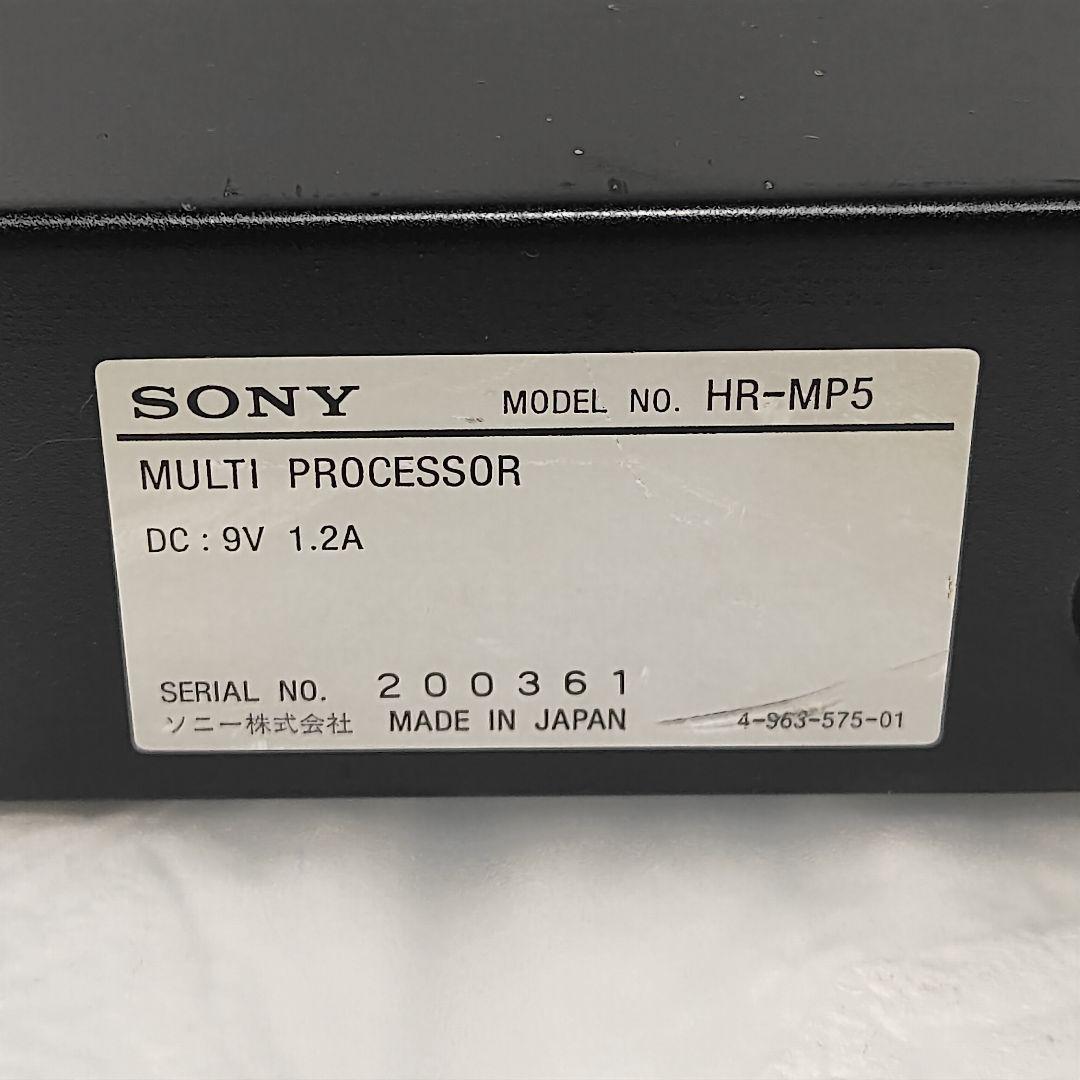 SONY MODEL NO. HR-MP5
MULTI PROCESSOR
DC : 9V 1.2A
SERIAL NO. 200361
ソニー株式会社 MADE IN JAPAN 4-963-575-01